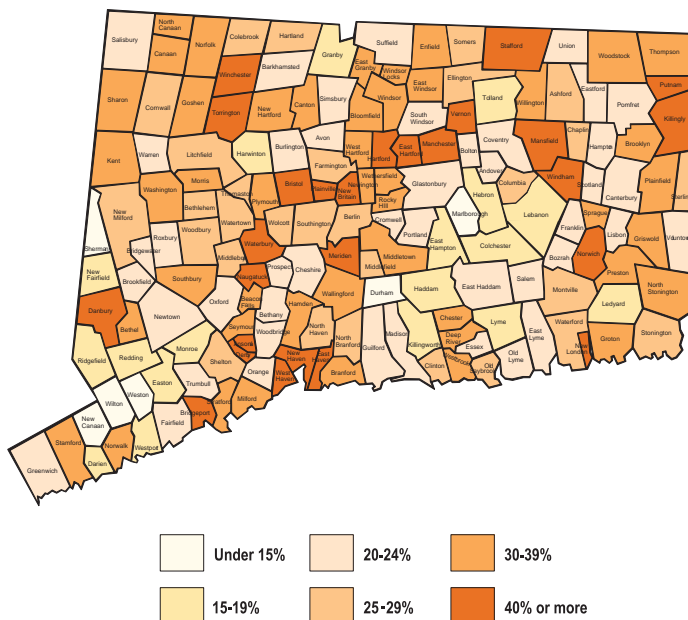 Salisbury
North
Canaan
Canaan
Norfolk
Colebrook
Hartland
Granby
Suffield
Enfield
Somers
Stafford
Union
Woodstock
Thompson
Winchester
Barkhamsted
East
Granby
Windsor
Locks
East
Windsor
Ellington
Tolland
Willington
Ashford
Eastford
Pomfret
Putnam
Killingly
Sharon
Cornwall
Goshen
Torrington
New
Hartford
Canton
Simsbury
Bloomfield
Windsor
South
Windsor
Vernon
Kent
Warren
Litchfield
Harwinton
Burlington
Avon
Farmington
West
Hartford
Hartford
East
Hartford
Manchester
Bolton
Coventry
Andover
Mansfield
Chaplin
Brooklyn
Washington
Morris
Bethlehem
Thomaston
Plymouth
Bristol
Plainville
New
Britain
Newington
Wethersfield
Rocky
Hill
Glastonbury
Marlborough
Hebron
Columbia
Windham
Scotland
Canterbury
Plainfield
New
Milford
Sherman
Bridgewater
Roxbury
Woodbury
Watertown
Wolcott
Southington
Berlin
Cromwell
Portland
East
Hampton
Colchester
Lebanon
Franklin
Sprague
Lisbon
Griswold
New
Fairfield
Brookfield
Southbury
Waterbury
Naugatuck
Prospect
Cheshire
Meriden
Middletown
Middlefield
Bozrah
Norwich
Preston
North
Stonington
Danbury
Bethel
Newtown
Oxford
Beacon
Falls
Bethany
Hamden
Wallingford
Durham
Haddam
East Haddam
Salem
Montville
Ledyard
Ridgefield
Redding
Monroe
Seymour
Derby
Woodbridge
North
Haven
North
Branford
Guilford
Madison
Killingworth
Chester
Deep
River
Essex
Lyme
East
Lyme
Waterford
New
London
Groton
Stonington
Shelton
Orange
New
Haven
East
Haven
West
Haven
Branford
Clinton
Old
Saybrook
Old
Lyme
Wilton
Weston
Easton
Trumbull
Bridgeport
Stratford
Milford
New
Canaan
Fairfield
Greenwich
Stamford
Darien
Norwalk
Westpot
Under 15%
20-24%
30-39%
15-19%
25-29%
40% or more